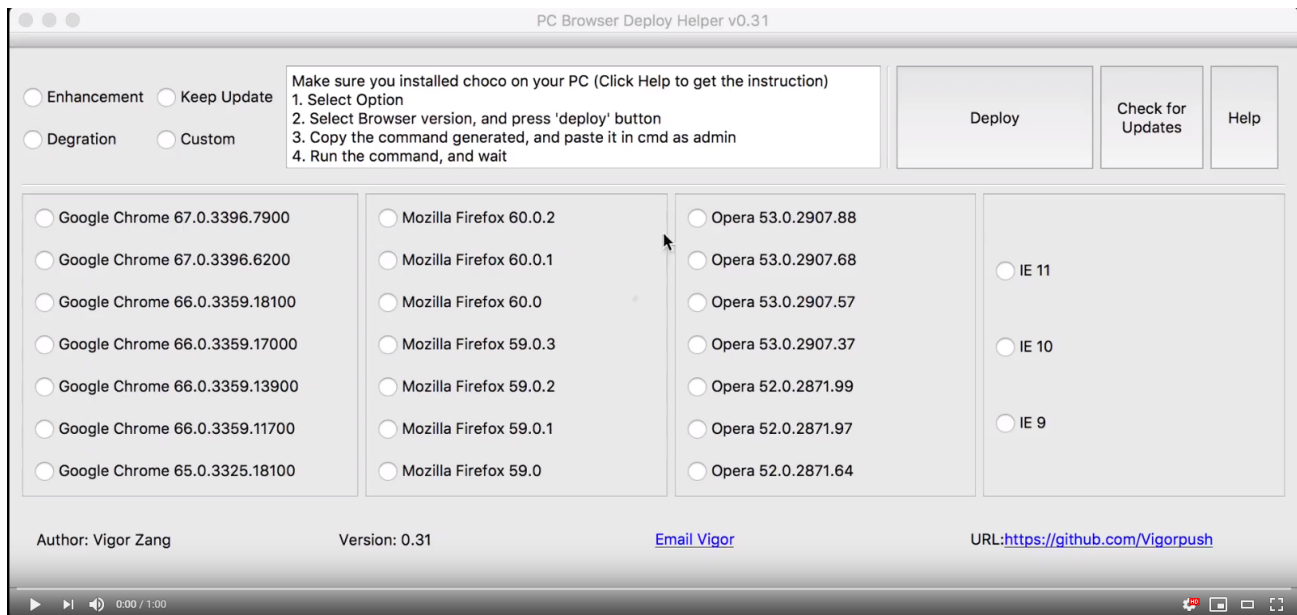 PC Browser Deploy Helper v0.31
Enhancement
Keep Update
Degration
Custom
Make sure you installed choco on your PC (Click Help to get the instruction)
1. Select Option
2. Select Browser version, and press 'deploy' button
3. Copy the command generated, and paste it in cmd as admin
4. Run the command, and wait
Deploy
Check for
Updates
Help
Google Chrome 67.0.3396.7900
Google Chrome 67.0.3396.6200
Google Chrome 66.0.3359.18100
Google Chrome 66.0.3359.17000
Google Chrome 66.0.3359.13900
Google Chrome 66.0.3359.11700
Google Chrome 65.0.3325.18100
Mozilla Firefox 60.0.2
Mozilla Firefox 60.0.1
Mozilla Firefox 60.0
Mozilla Firefox 59.0.3
Mozilla Firefox 59.0.2
Mozilla Firefox 59.0.1
Mozilla Firefox 59.0
Opera 53.0.2907.88
Opera 53.0.2907.68
Opera 53.0.2907.57
Opera 53.0.2907.37
Opera 52.0.2871.99
Opera 52.0.2871.97
Opera 52.0.2871.64
IE 11
IE 10
IE 9
Author: Vigor Zang
Version: 0.31
Email Vigor
URL:https://github.com/Vigorpush
0:00 / 1:00
HD